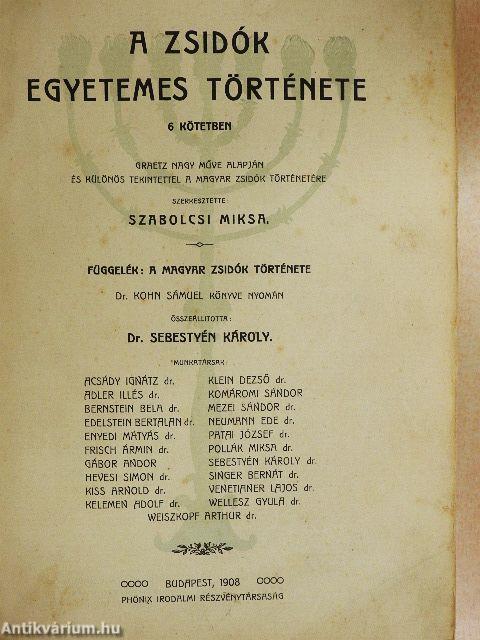 A ZSIDÓK
EGYETEMES TÖRTÉNETE
6 KÖTETBEN
GRAETZ NAGY MŰVE ALAPJÁN
ÉS KÜLÖNÖS TEKINTETTEL A MAGYAR ZSIDÓK TÖRTÉNETÉRE
SZERKESZTETTE:
SZABOLCSI MIKSA.
FÜGGELÉK: A MAGYAR ZSIDÓK TÖRTÉNETE
Dr. KOHN SÁMUEL KÖNYVE NYOMÁN
ÖSSZEÁLLITOTTA:
Dr. SEBESTYÉN KÁROLY.
MUNKATÁRSAK:
ACSÁDY IGNÁTZ dr.
ADLER ILLÉS dr.
BERNSTEIN BELA dr.
EDELSTEIN BERTALAN dr.
ENYEDI MÁTYÁS dr.
FRISCH ÁRMIN dr.
GÁBOR ANDOR
HEVESI SIMON dr.
KISS ARNOLD dr.
KELEMEN ADOLF dr.
KLEIN DEZSŐ dr.
KOMÁROMI SÁNDOR
MEZEI SÁNDOR dr.
NEUMANN EDE dr.
PATAI JÓZSEF dr.
POLLÁK MIKSA dr.
SEBESTYÉN KÁROLY dr.
SINGER BERNÁT dr.
VENETIANER LAJOS dr.
WELLESZ GYULA dr.
WEISZKOPF ARTHUR dr.
BUDAPEST, 1908
PHÖNIX IRODALMI RÉSZVÉNYTÁRSASÁG
Antikvárium.hu